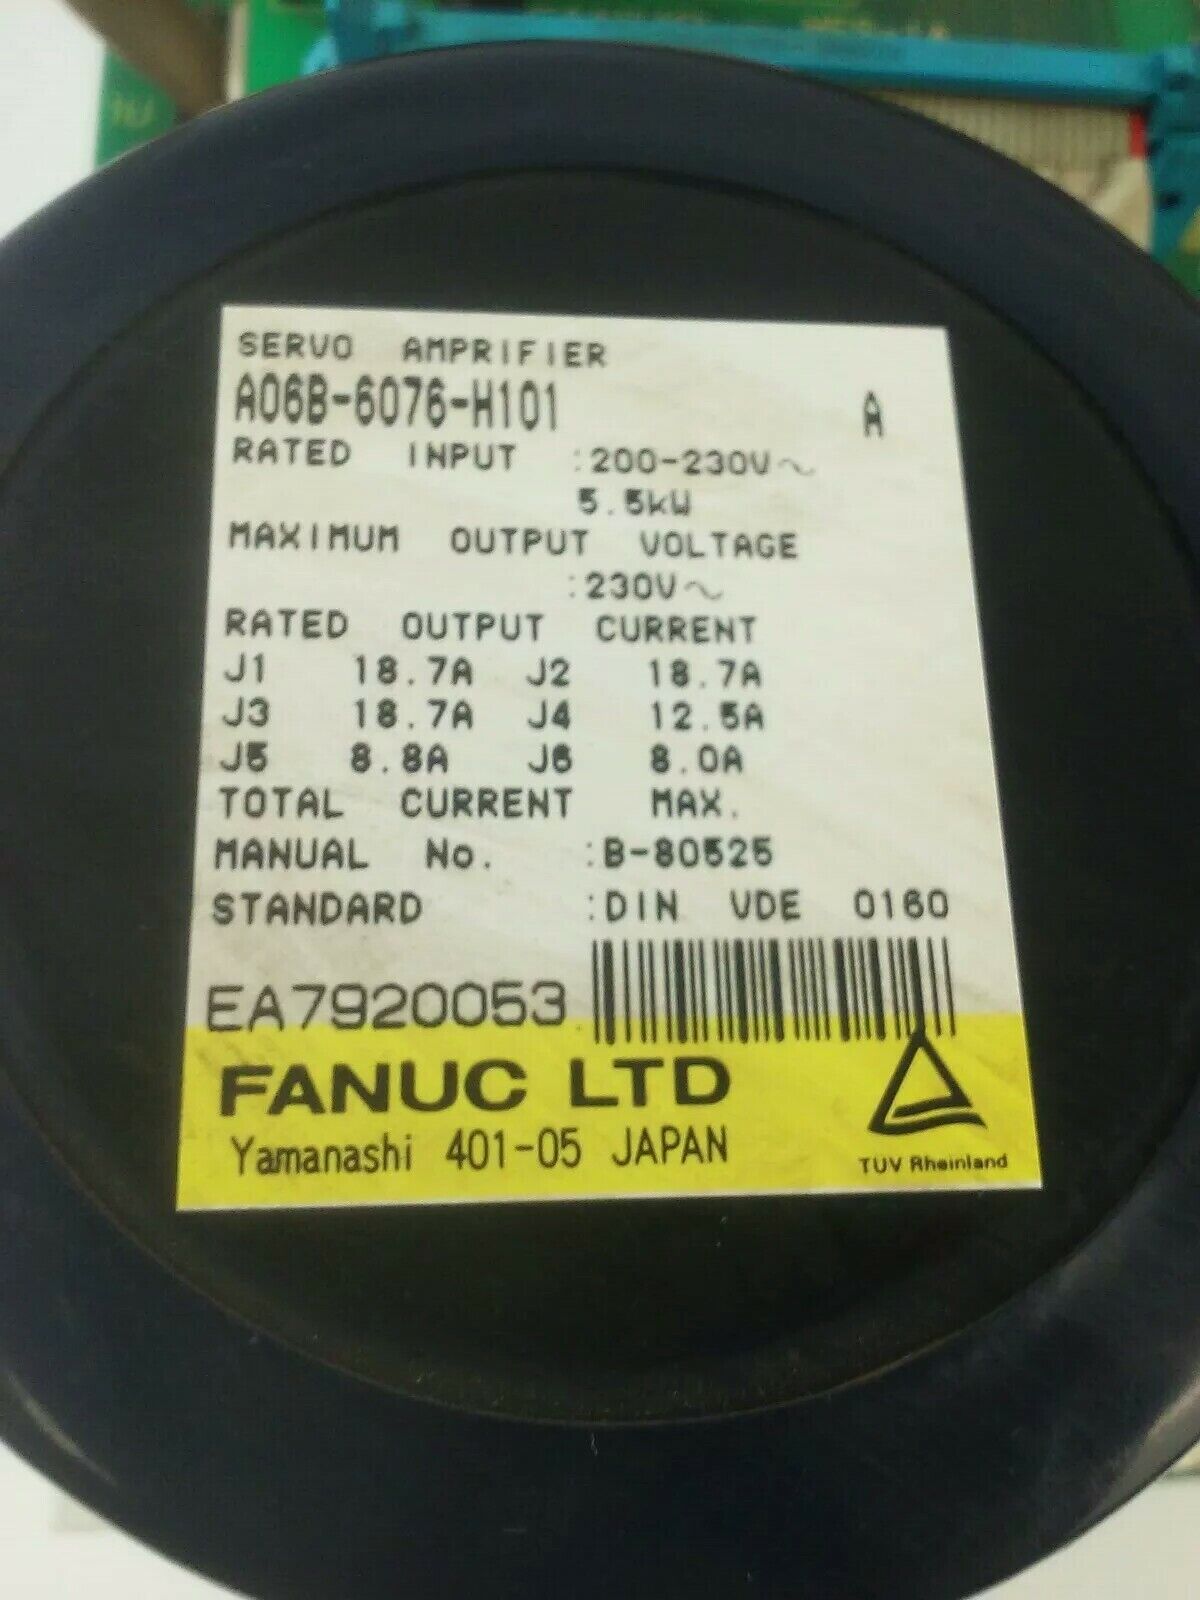 SERVO AMPRIFIER
A06B-6076-H101 A
RATED INPUT :200-230V~
5.5kW
MAXIMUM OUTPUT VOLTAGE
:230V~
RATED OUTPUT CURRENT
J1 18.7A J2 18.7A
J3 18.7A J4 12.5A
J5 8.8A J6 8.0A
TOTAL CURRENT MAX.
MANUAL No. :B-80525
STANDARD :DIN VDE 0160
EA7920053
FANUC LTD
Yamanashi 401-05 JAPAN
TUV Rheinland